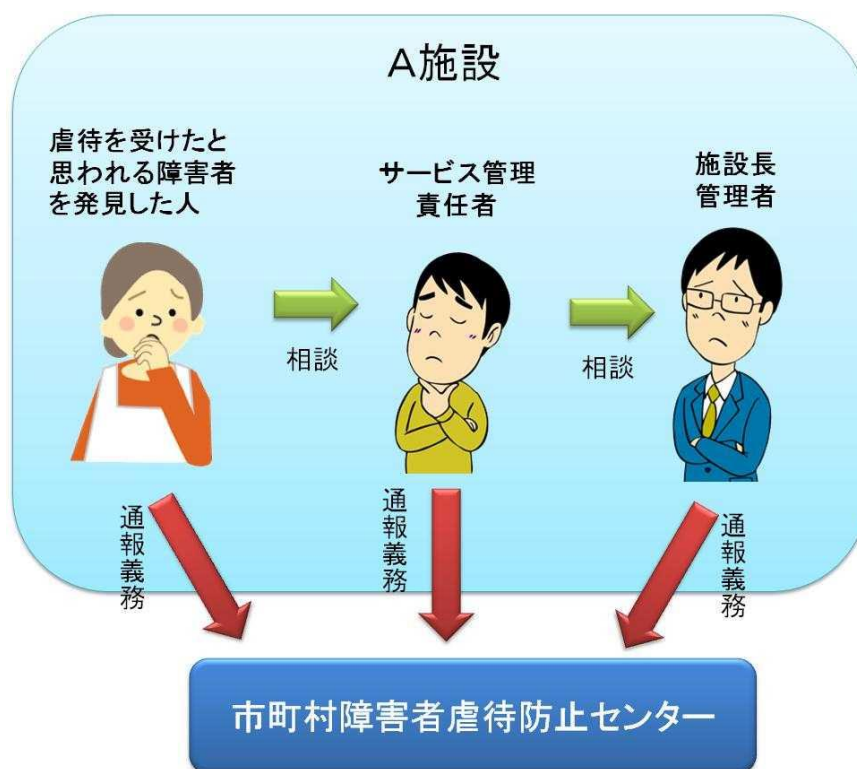 A施設
虐待を受けたと
思われる障害者
を発見した人
サービス管理
責任者
施設長
管理者
相談
相談
通報義務
通報義務
通報義務
市町村障害者虐待防止センター